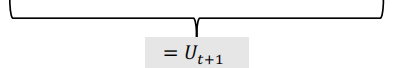 = U_{t+1}